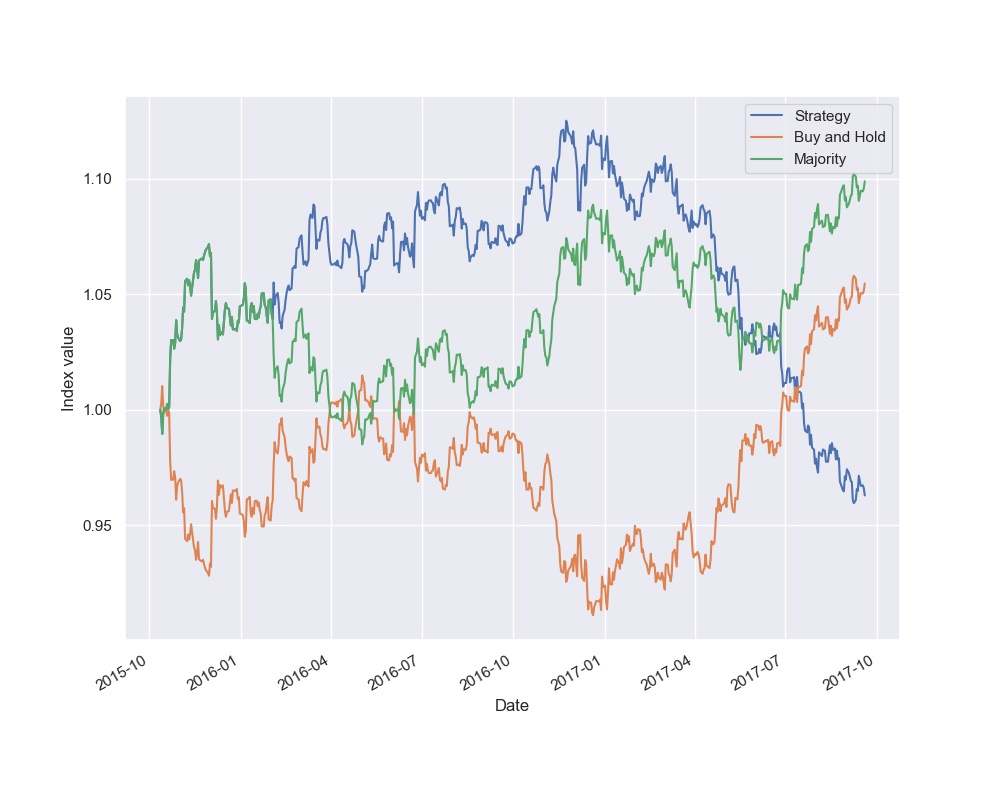 Strategy
Buy and Hold
Majority
1.10
1.05
1.00
0.95
Index value
2015-10
2016-01
2016-04
2016-07
2016-10
2017-01
2017-04
2017-07
2017-10
Date